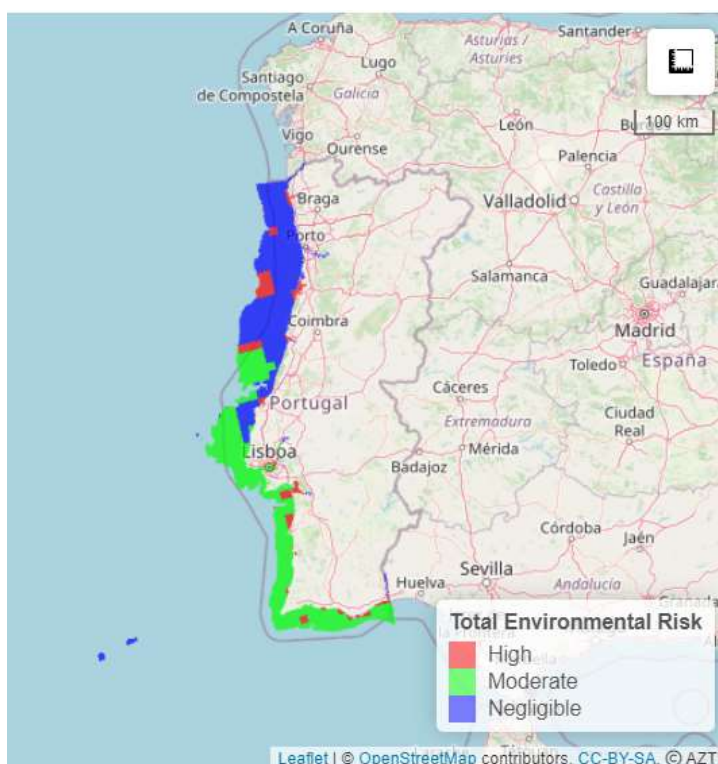 A Coruña
Santander
Asturias /
Asturies
Lugo
Santiago
de Compostela
Galicia
100 km
León
Burgos
Vigo
Ourense
Palencia
Castilla
y León
Braga
Valladolid
Porto
Salamanca
Guadalajara
Coimbra
Madrid
Toledo
España
Portugal
Cáceres
Ciudad
Real
Extremadura
Mérida
Lisboa
Badajoz
Córdoba
Jaén
Sevilla
Huelva
Andalucía
Total Environmental Risk
High
Moderate
Negligible
Leaflet | © OpenStreetMap contributors, CC-BY-SA, © AZT